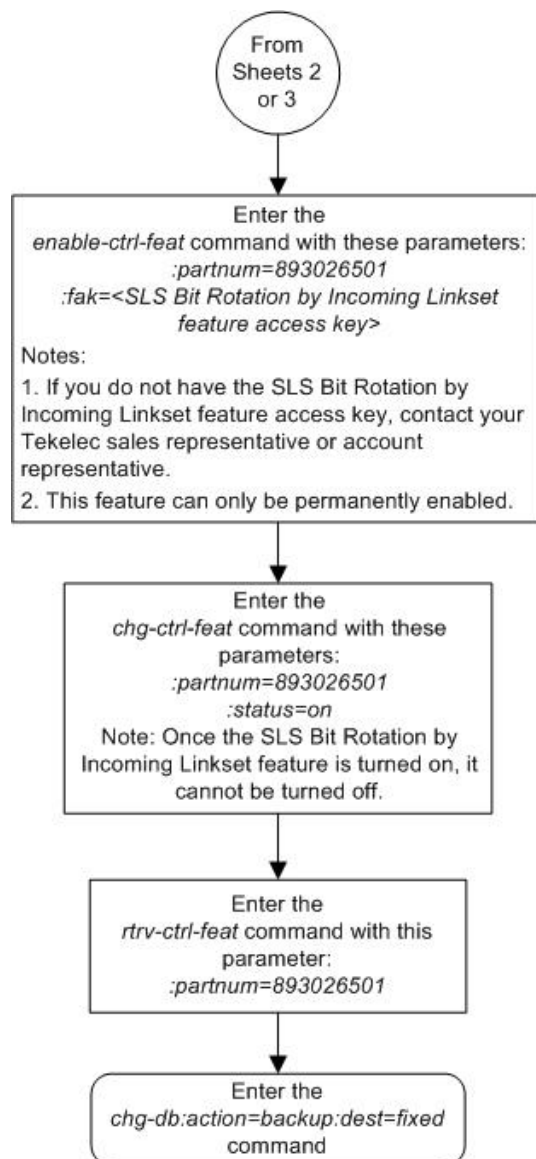 From
Sheets 2
or 3
Enter the
enable-ctrl-feat command with these parameters:
:partnum=893026501
:fak=<SLS Bit Rotation by Incoming Linkset
feature access key>
Notes:
1. If you do not have the SLS Bit Rotation by
Incoming Linkset feature access key, contact your
Tekelec sales representative or account
representative.
2. This feature can only be permanently enabled.
Enter the
chg-ctrl-feat command with these
parameters:
:partnum=893026501
:status=on
Note: Once the SLS Bit Rotation by
Incoming Linkset feature is turned on, it
cannot be turned off.
Enter the
rtrv-ctrl-feat command with this
parameter:
:partnum=893026501
Enter the
chg-db:action=backup:dest=fixed
command